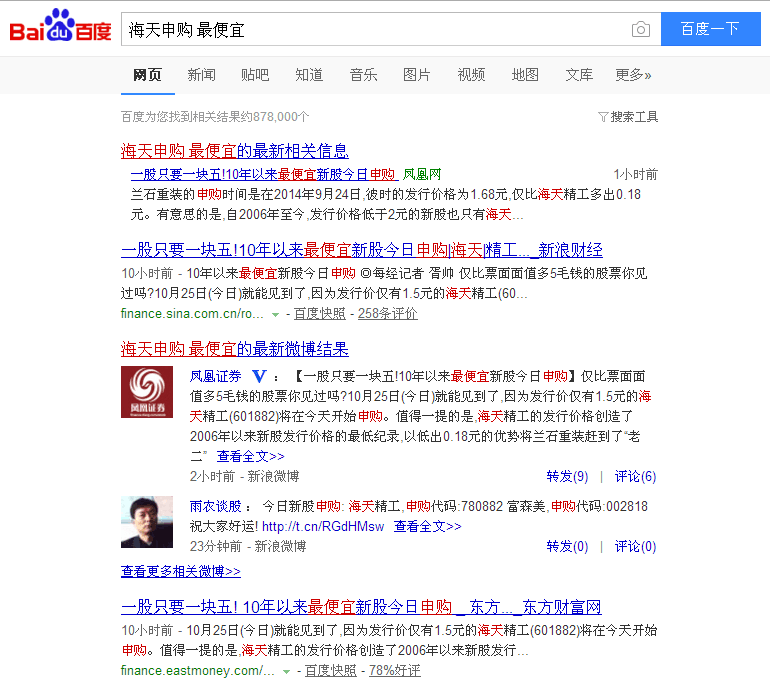 Bai du 百度
海天申购 最便宜
百度一下
网页 新闻 贴吧 知道 音乐 图片 视频 地图 文库 更多»
百度为您找到相关结果约878,000个 搜索工具
海天申购 最便宜的最新相关信息
一股只要一块五!10年以来最便宜新股今日申购 凤凰网 1小时前
兰石重装的申购时间是在2014年9月24日,彼时的发行价格为1.68元,仅比海天精工多出0.18
元。有意思的是,自2006年至今,发行价格低于2元的新股也只有海天...
一股只要一块五!10年以来最便宜新股今日申购|海天|精工..._新浪财经
10小时前 - 10年以来最便宜新股今日申购 @每经记者 胥帅 仅比票面面值多5毛钱的股票你见
过吗?10月25日(今日)就能见到了,因为发行价仅有1.5元的海天精工(60...
finance.sina.com.cn/ro... - 百度快照 - 258条评价
海天申购 最便宜的最新微博结果
凤凰证券 V ： 【一股只要一块五!10年以来最便宜新股今日申购】仅比票面面
值多5毛钱的股票你见过吗?10月25日(今日)就能见到了,因为发行价仅有1.5元的海
天精工(601882)将在今天开始申购。值得一提的是,海天精工的发行价格创造了
2006年以来新股发行价格的最低纪录,以低出0.18元的优势将兰石重装赶到了“老
二” 查看全文>>
2小时前 - 新浪微博 转发(9) | 评论(6)
凤凰证券
雨农谈股 ： 今日新股申购: 海天精工,申购代码:780882 富森美,申购代码:002818
祝大家好运! http://t.cn/RGdHMsw 查看全文>>
23分钟前 - 新浪微博 转发(0) | 评论(0)
查看更多相关微博>>
一股只要一块五! 10年以来最便宜新股今日申购 _ 东方..._东方财富网
10小时前 - 10月25日(今日)就能见到了,因为发行价仅有1.5元的海天精工(601882)将在今天开始
申购。值得一提的是,海天精工的发行价格创造了2006年以来新股发行...
finance.eastmoney.com/... - 百度快照 - 78%好评